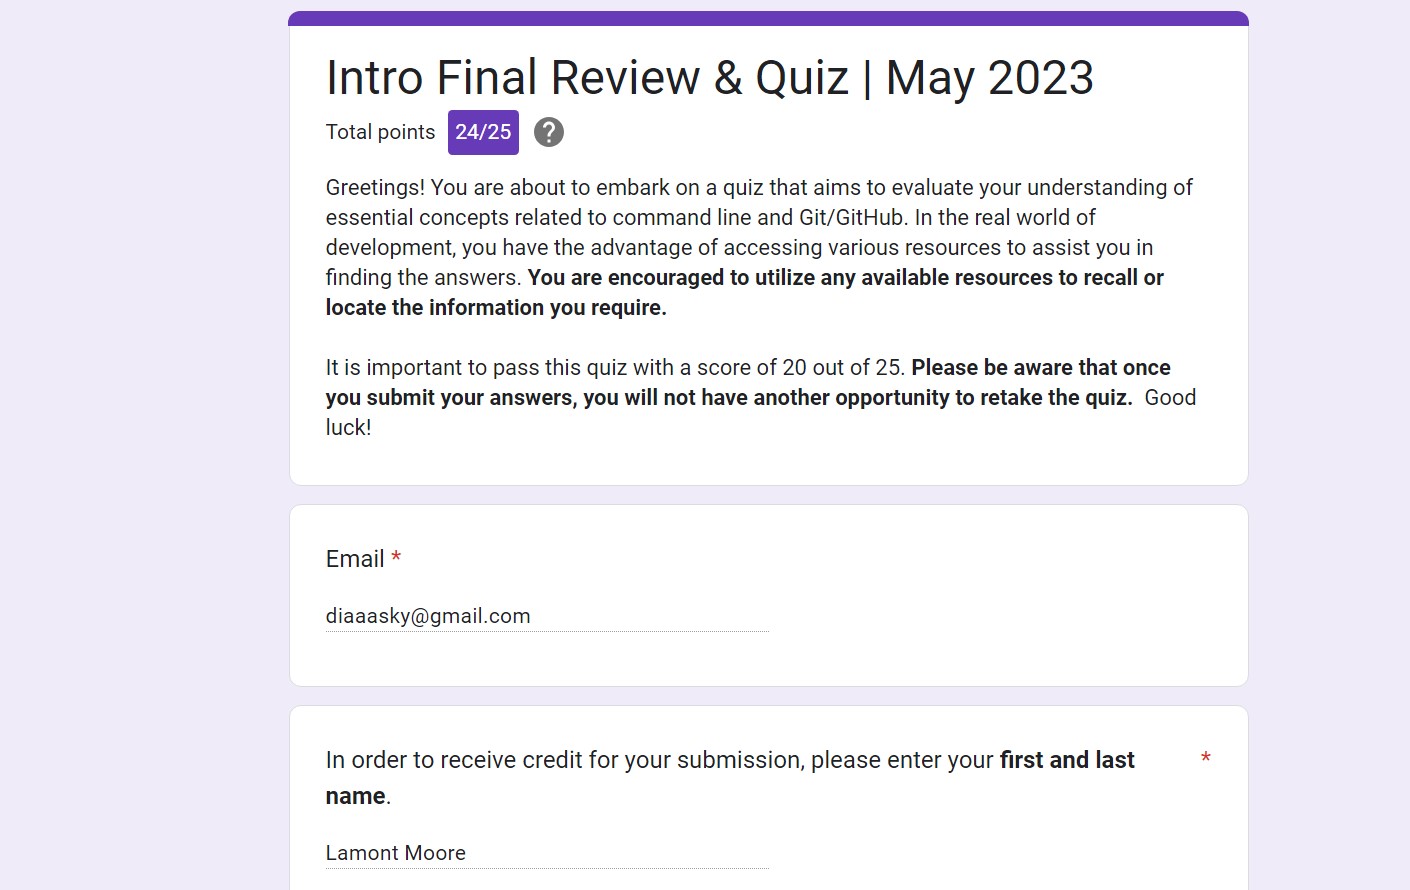 Intro Final Review & Quiz | May 2023
Total points 24/25 ?
Greetings! You are about to embark on a quiz that aims to evaluate your understanding of
essential concepts related to command line and Git/GitHub. In the real world of
development, you have the advantage of accessing various resources to assist you in
finding the answers. You are encouraged to utilize any available resources to recall or
locate the information you require.
It is important to pass this quiz with a score of 20 out of 25. Please be aware that once
you submit your answers, you will not have another opportunity to retake the quiz. Good
luck!
Email *
diaaasky@gmail.com
In order to receive credit for your submission, please enter your first and last *
name.
Lamont Moore